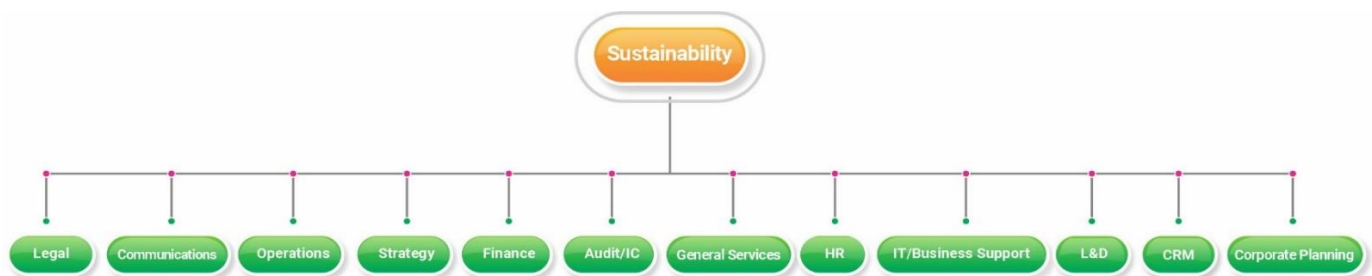 Sustainability
Legal
Communications
Operations
Strategy
Finance
Audit/IC
General Services
HR
IT/Business Support
L&D
CRM
Corporate Planning